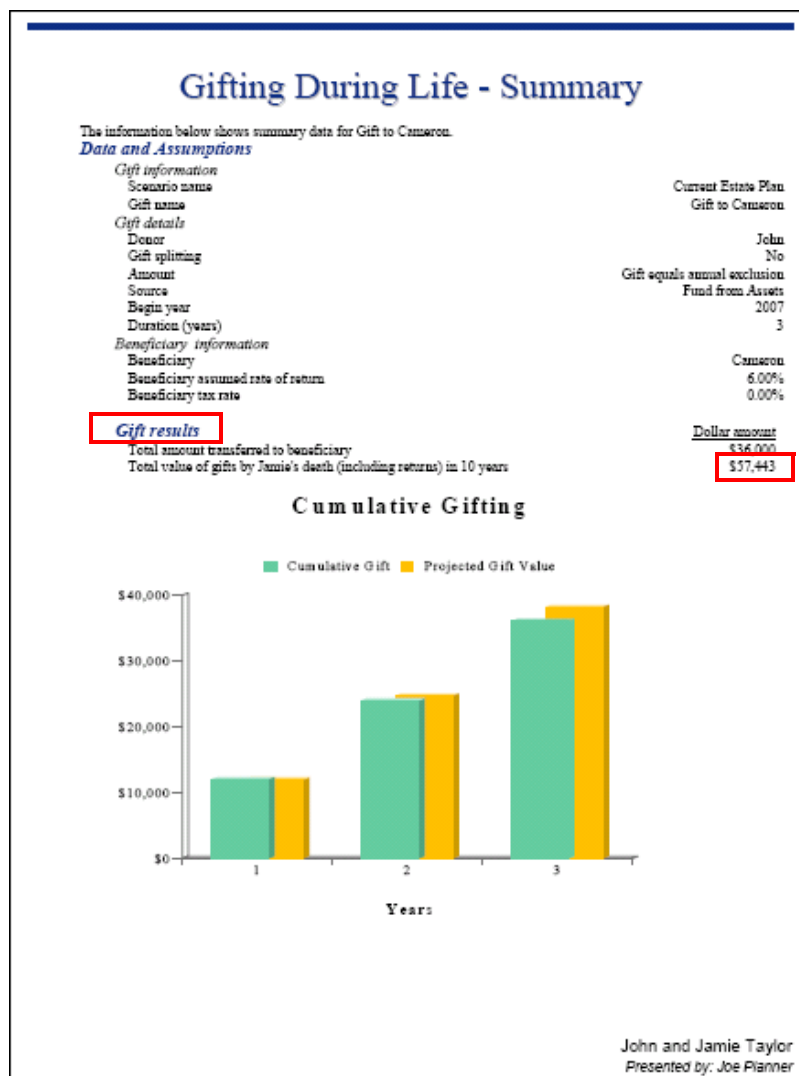 Gifting During Life - Summary
The information below shows summary data for Gift to Cameron.
Data and Assumptions
Gift information
Scenario name Current Estate Plan
Gift name Gift to Cameron
Gift details
Donor John
Gift splitting No
Amount Gift equals annual exclusion
Source Fund from Assets
Begin year 2007
Duration (years) 3
Beneficiary information
Beneficiary Cameron
Beneficiary assumed rate of return 6.00%
Beneficiary tax rate 0.00%
Gift results Dollar amount
Total amount transferred to beneficiary $36,000
Total value of gifts by Jamie's death (including returns) in 10 years $57,443
Cumulative Gifting
Cumulative Gift Projected Gift Value
$40,000
$30,000
$20,000
$10,000
$0
1 2 3
Years
John and Jamie Taylor
Presented by: Joe Planner